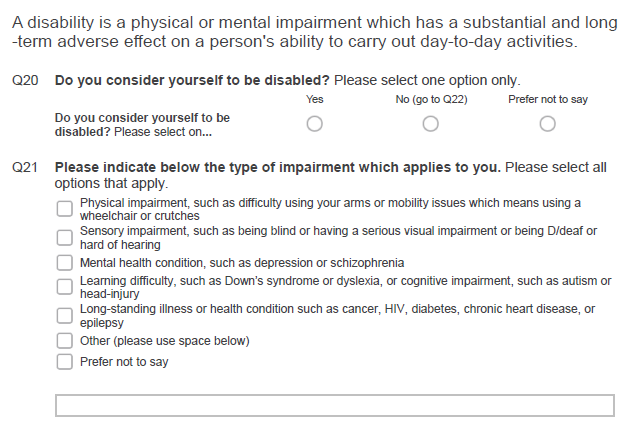 A disability is a physical or mental impairment which has a substantial and long
-term adverse effect on a person's ability to carry out day-to-day activities.
Q20 Do you consider yourself to be disabled? Please select one option only.
Yes No (go to Q22) Prefer not to say
Do you consider yourself to be
disabled? Please select on...
Q21 Please indicate below the type of impairment which applies to you. Please select all
options that apply.
Physical impairment, such as difficulty using your arms or mobility issues which means using a
wheelchair or crutches
Sensory impairment, such as being blind or having a serious visual impairment or being D/deaf or
hard of hearing
Mental health condition, such as depression or schizophrenia
Learning difficulty, such as Down's syndrome or dyslexia, or cognitive impairment, such as autism or
head-injury
Long-standing illness or health condition such as cancer, HIV, diabetes, chronic heart disease, or
epilepsy
Other (please use space below)
Prefer not to say